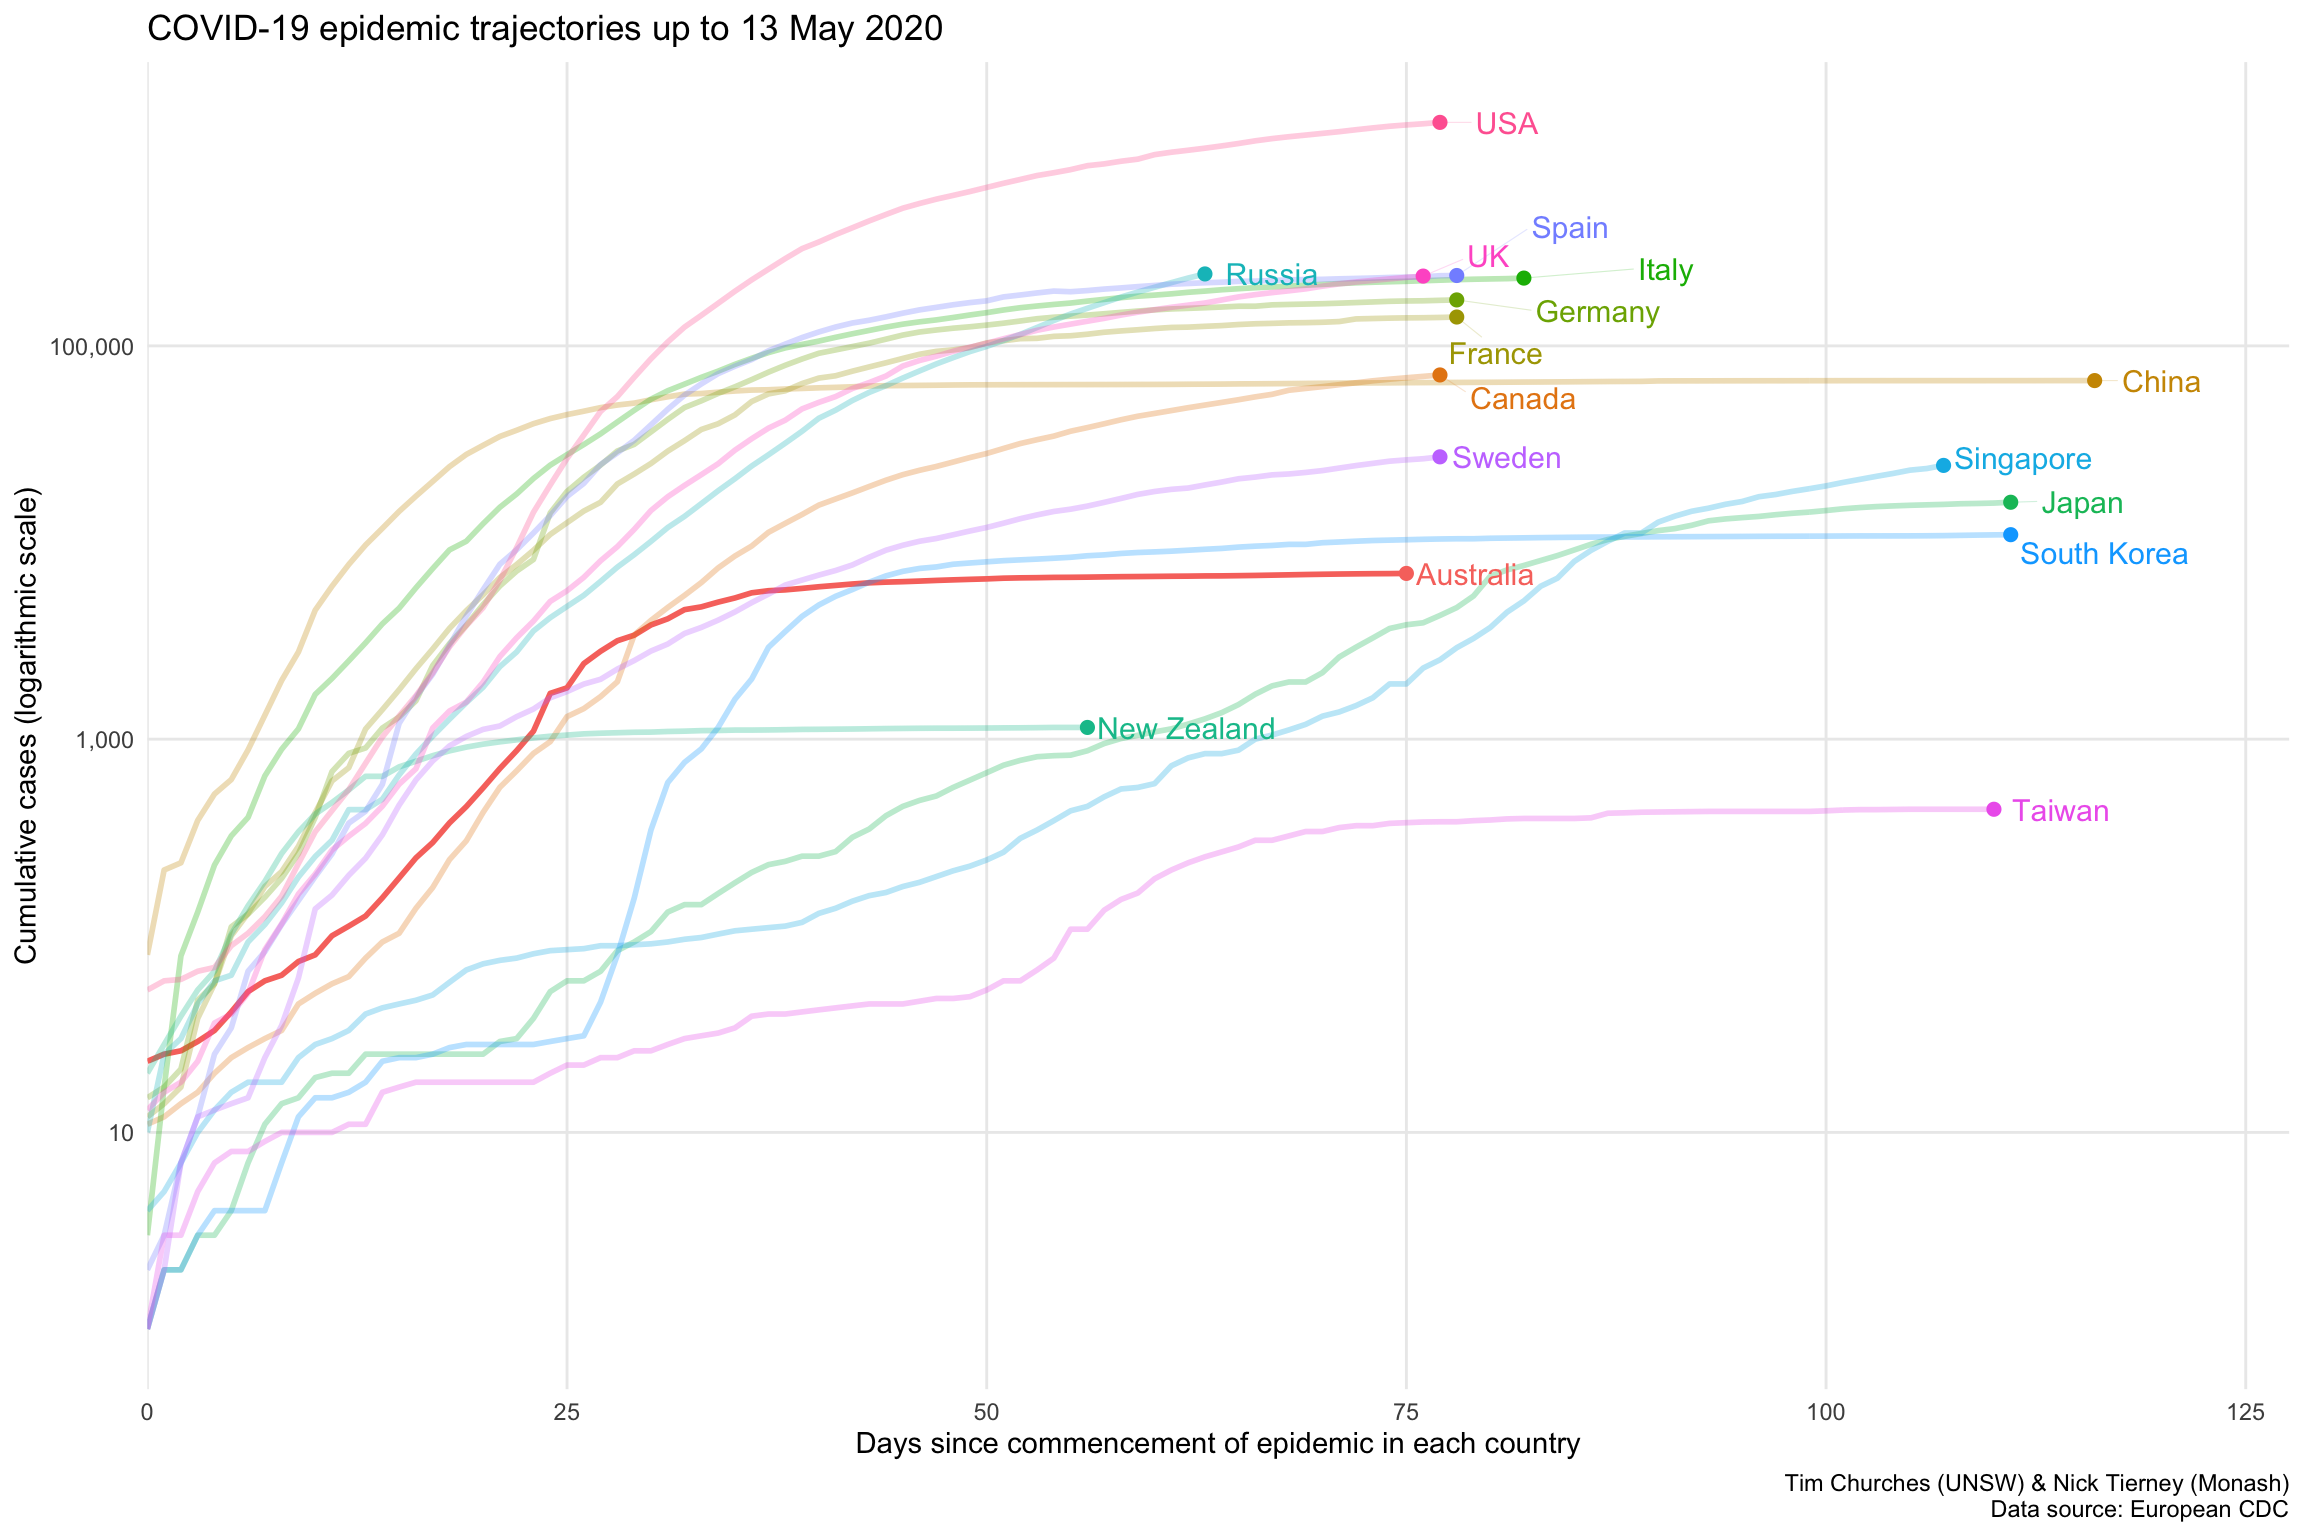 COVID-19 epidemic trajectories up to 13 May 2020
USA
Spain
UK
Italy
Russia
Germany
100,000
France
China
Canada
Sweden
Singapore
Japan
South Korea
Australia
New Zealand
1,000
Taiwan
10
Cumulative cases (logarithmic scale)
0 25 50 75 100 125
Days since commencement of epidemic in each country
Tim Churches (UNSW) & Nick Tierney (Monash)
Data source: European CDC